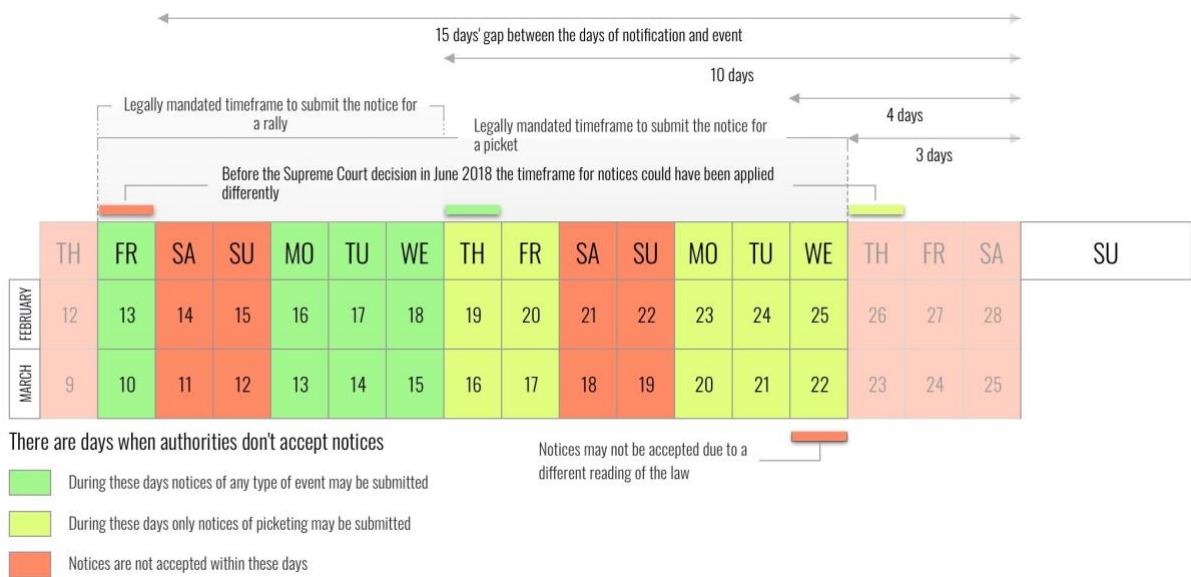 15 days' gap between the days of notification and event
10 days
Legally mandated timeframe to submit the notice for
a rally
4 days
Legally mandated timeframe to submit the notice for
a picket
3 days
Before the Supreme Court decision in June 2018 the timeframe for notices could have been applied
differently
TH FR SA SU MO TU WE TH FR SA SU MO TU WE TH FR SA SU
FEBRUARY 12 13 14 15 16 17 18 19 20 21 22 23 24 25 26 27 28
MARCH 9 10 11 12 13 14 15 16 17 18 19 20 21 22 23 24 25
There are days when authorities don't accept notices
During these days notices of any type of event may be submitted
During these days only notices of picketing may be submitted
Notices are not accepted within these days
Notices may not be accepted due to a
different reading of the law